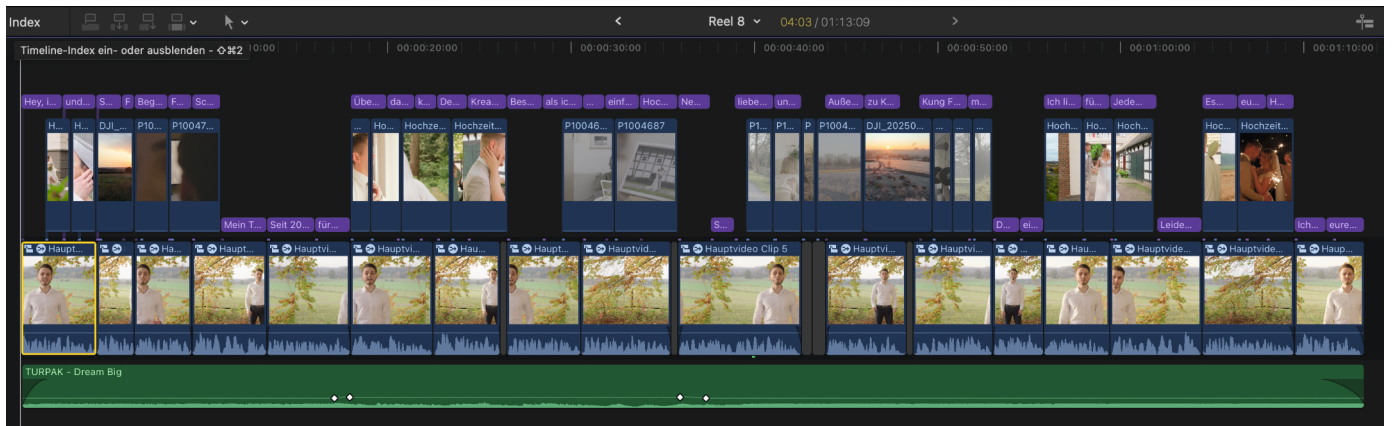 Index
Reel 8
04:03 / 01:13:09
Timeline-Index ein- oder ausblenden - ⇧⌘2
0:00
00:00:20:00
00:00:30:00
00:00:40:00
00:00:50:00
00:01:00:00
00:01:10:00
Hey, i... und... S... F Beg... F... Sc... Übe... da... k... De... Krea... Bes... als ic... ... einf... Hoc... Ne... liebe... un... Auße... zu K... Kung F... m... Ich li... fü... Jede... Es... eu... H...
H... H... DJI_... P10... P10047... ... Ho... Hochze... Hochzeit... P10046... P1004687 P1... P1... P P1004... DJI_20250... ... ... ... Hoch... Ho... Hoch... Hoc... Hochzeit...
Mein T... Seit 20... für... S... D... ei... Leide... Ich... eure...
Haupt... Ha... Haupt... Hauptvi... Hauptvi... Hau... Haupt... Hauptvid... Hauptvideo Clip 5 Hauptvi... Hauptvi... ... Hau... Hauptvide... Hauptvide... Haup...
TURPAK - Dream Big